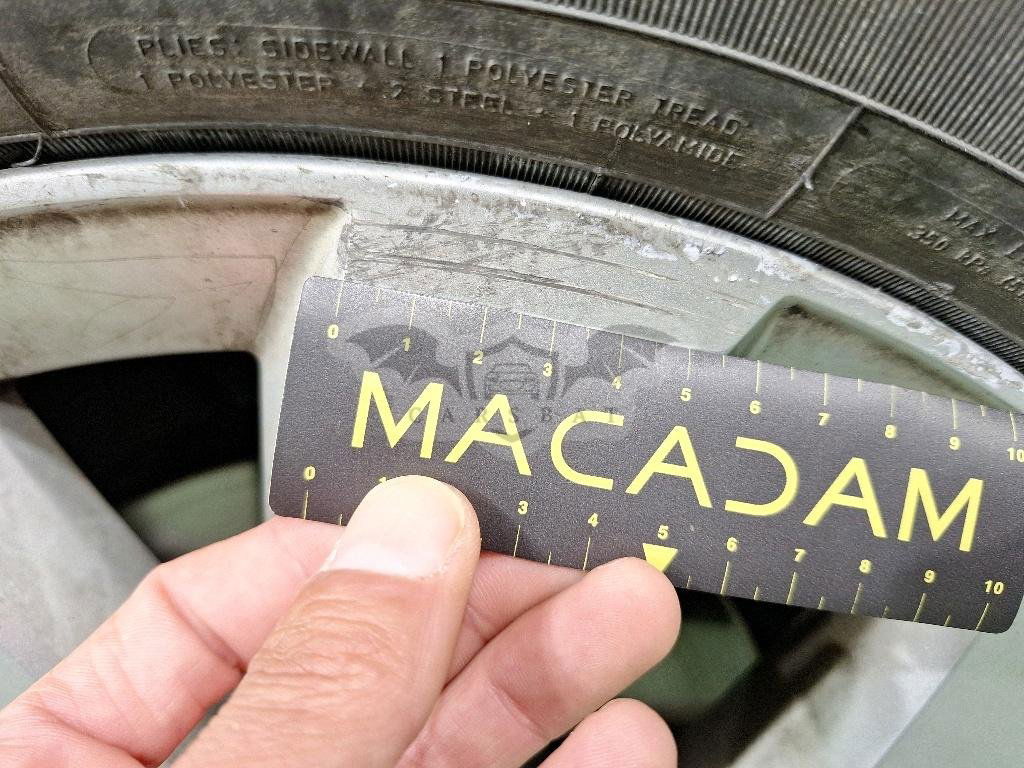 PLIES: SIDEWALL 1 POLYESTER TREAD
1 POLYESTER · 2 STEEL · 1 POLYAMIDE
MAX
350 KPA
0 1 2 3 4 5 6 7 8 9 10
CARSBAT
MACADAM
0 1 3 4 5 6 7 8 9 10